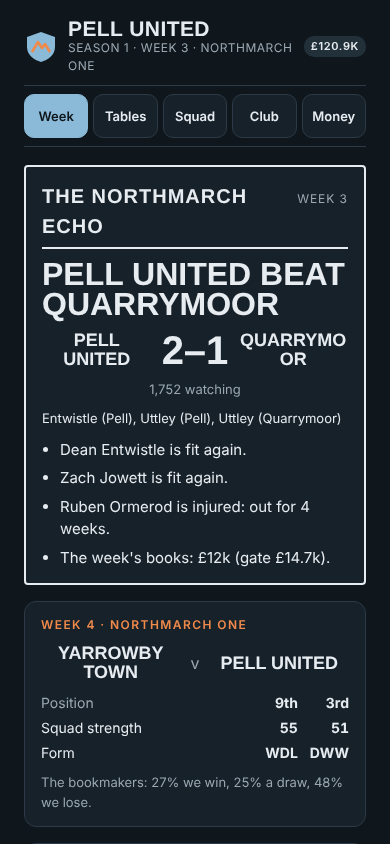 PELL UNITED
SEASON 1 · WEEK 3 · NORTHMARCH
ONE
£120.9K
Week
Tables
Squad
Club
Money
THE NORTHMARCH
ECHO
WEEK 3
PELL UNITED BEAT
QUARRYMOOR
PELL
UNITED
2–1
QUARRYMO
OR
1,752 watching
Entwistle (Pell), Uttley (Pell), Uttley (Quarrymoor)
• Dean Entwistle is fit again.
• Zach Jowett is fit again.
• Ruben Ormerod is injured: out for 4
weeks.
• The week's books: £12k (gate £14.7k).
WEEK 4 · NORTHMARCH ONE
YARROWBY
TOWN
v
PELL UNITED
Position 9th 3rd
Squad strength 55 51
Form WDL DWW
The bookmakers: 27% we win, 25% a draw, 48%
we lose.